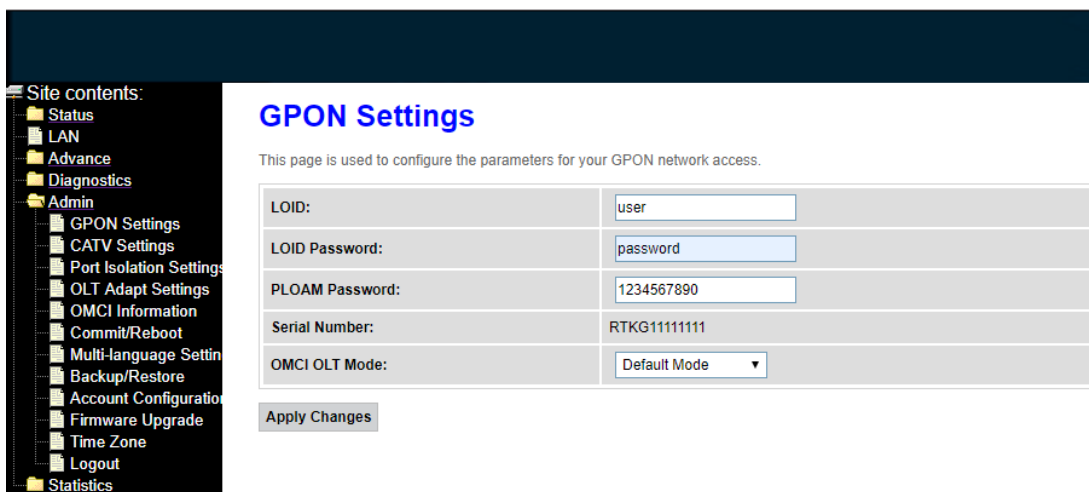 Site contents:
Status
LAN
Advance
Diagnostics
Admin
GPON Settings
CATV Settings
Port Isolation Settings
OLT Adapt Settings
OMCI Information
Commit/Reboot
Multi-language Settin
Backup/Restore
Account Configuration
Firmware Upgrade
Time Zone
Logout
Statistics
GPON Settings
This page is used to configure the parameters for your GPON network access.
LOID: user
LOID Password: password
PLOAM Password: 1234567890
Serial Number: RTKG11111111
OMCI OLT Mode: Default Mode
Apply Changes